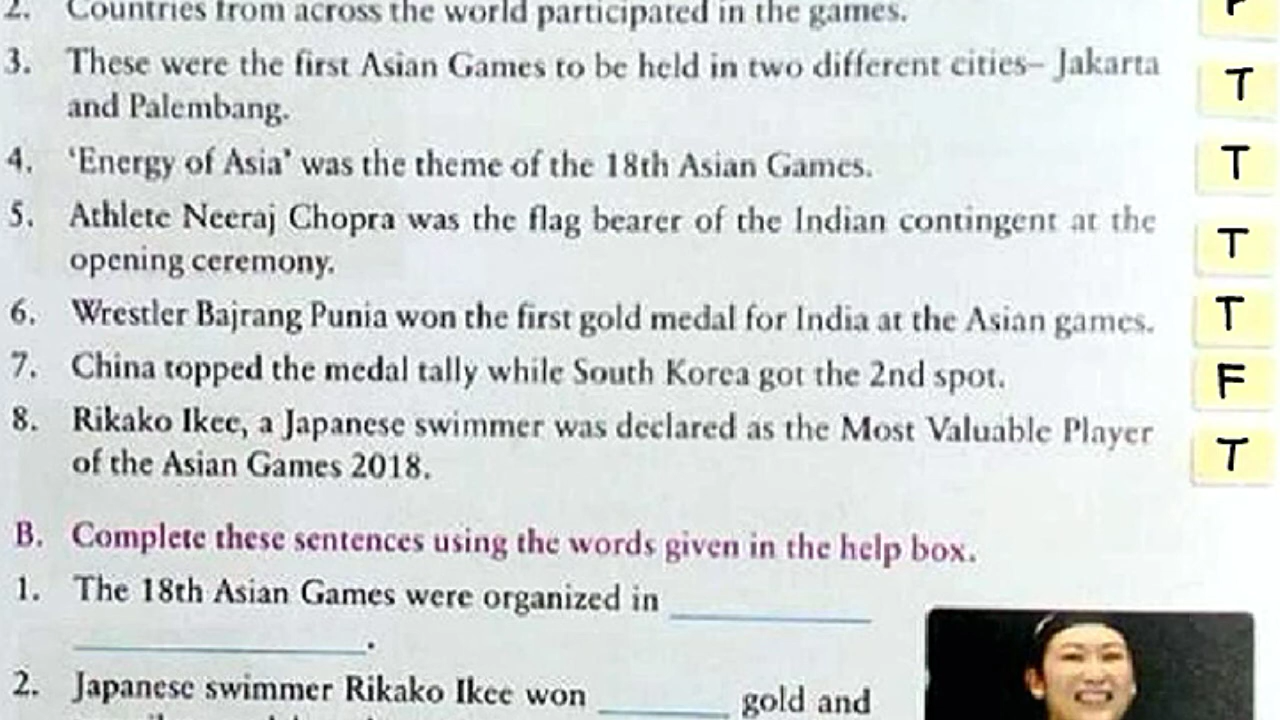 2. Countries from across the world participated in the games. F
3. These were the first Asian Games to be held in two different cities– Jakarta T
and Palembang.
4. ‘Energy of Asia’ was the theme of the 18th Asian Games. T
5. Athlete Neeraj Chopra was the flag bearer of the Indian contingent at the T
opening ceremony.
6. Wrestler Bajrang Punia won the first gold medal for India at the Asian games. T
7. China topped the medal tally while South Korea got the 2nd spot. F
8. Rikako Ikee, a Japanese swimmer was declared as the Most Valuable Player T
of the Asian Games 2018.
B. Complete these sentences using the words given in the help box.
1. The 18th Asian Games were organized in ________
________.
2. Japanese swimmer Rikako Ikee won ________ gold and